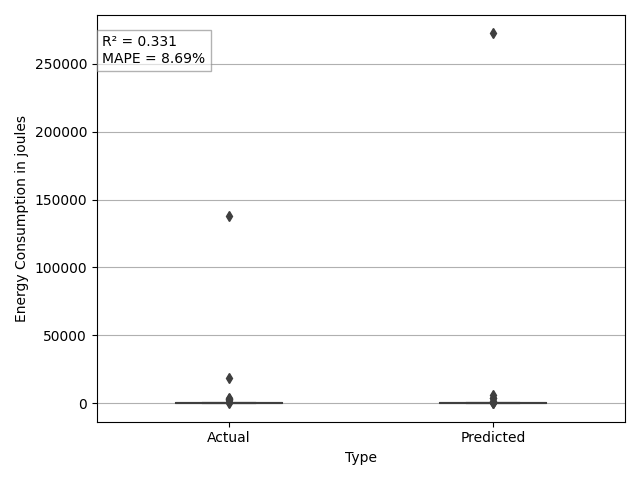 R² = 0.331
MAPE = 8.69%
Energy Consumption in joules
250000
200000
150000
100000
50000
0
Actual
Predicted
Type